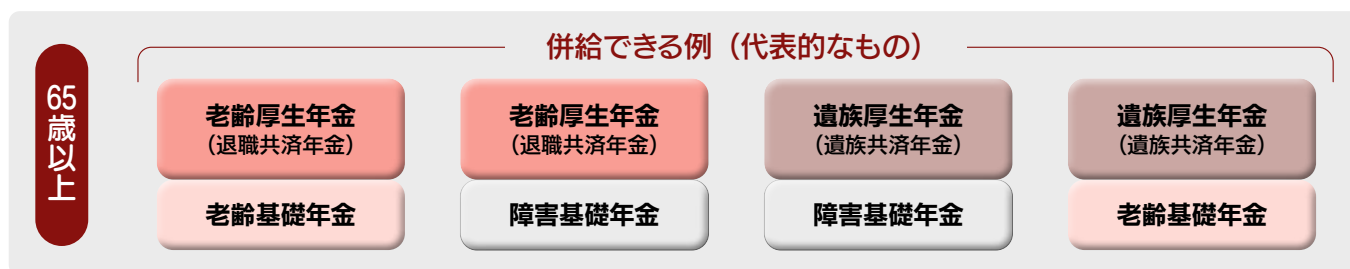 併給できる例（代表的なもの）
65歳以上
老齢厚生年金
（退職共済年金）
老齢基礎年金
老齢厚生年金
（退職共済年金）
障害基礎年金
遺族厚生年金
（遺族共済年金）
障害基礎年金
遺族厚生年金
（遺族共済年金）
老齢基礎年金